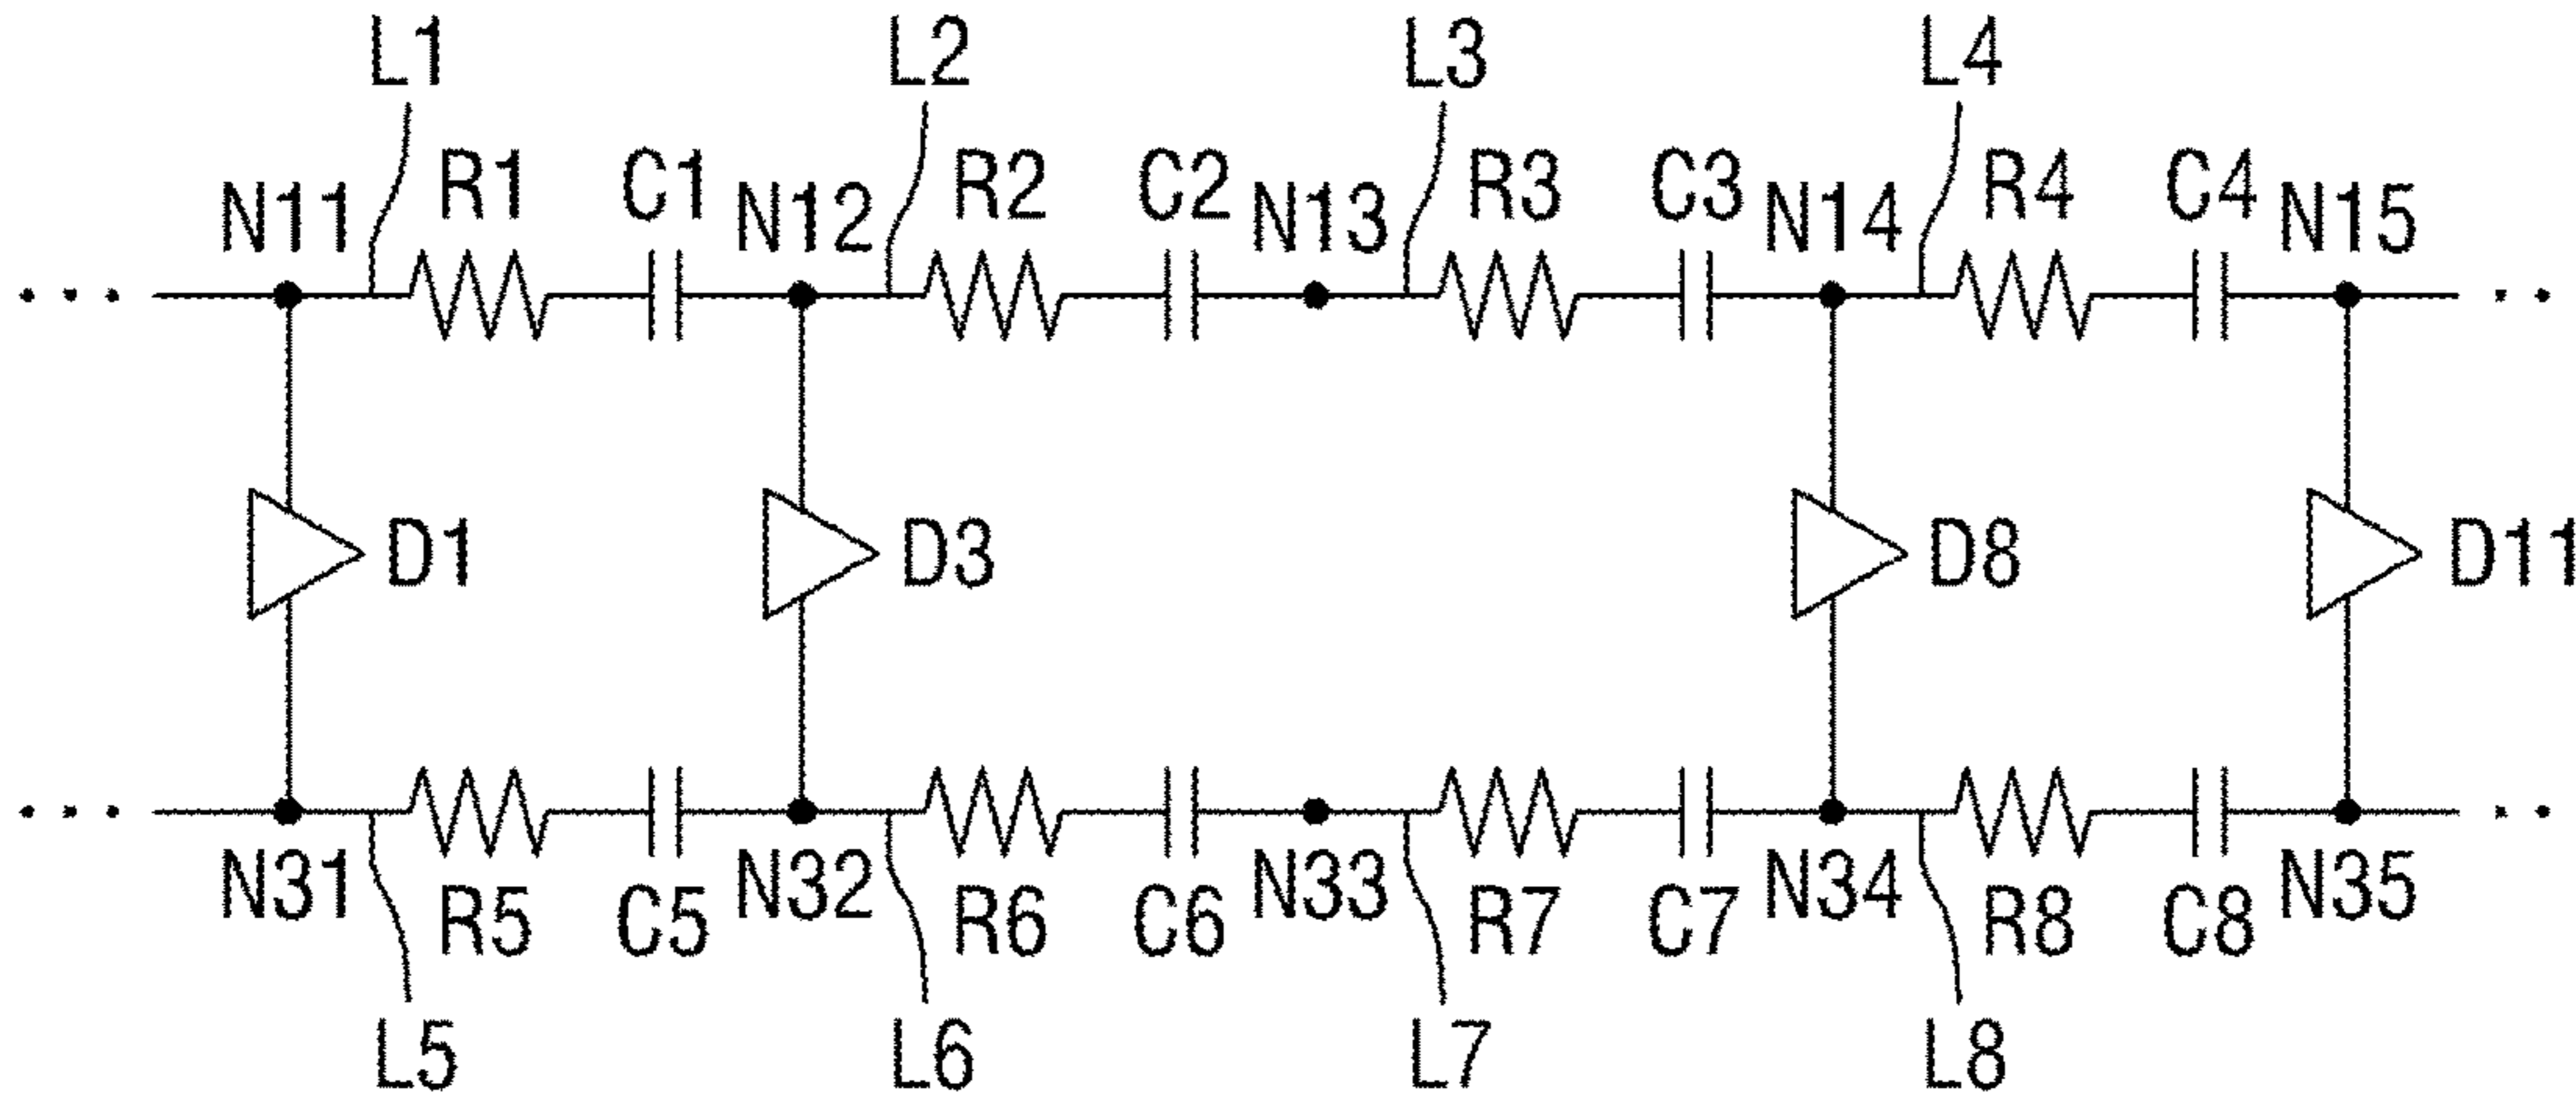 L1 L2 L3 L4
R1 C1 R2 C2 R3 C3 R4 C4
N11 N12 N13 N14 N15
D1 D3 D8 D11
N31 N32 N33 N34 N35
R5 C5 R6 C6 R7 C7 R8 C8
L5 L6 L7 L8